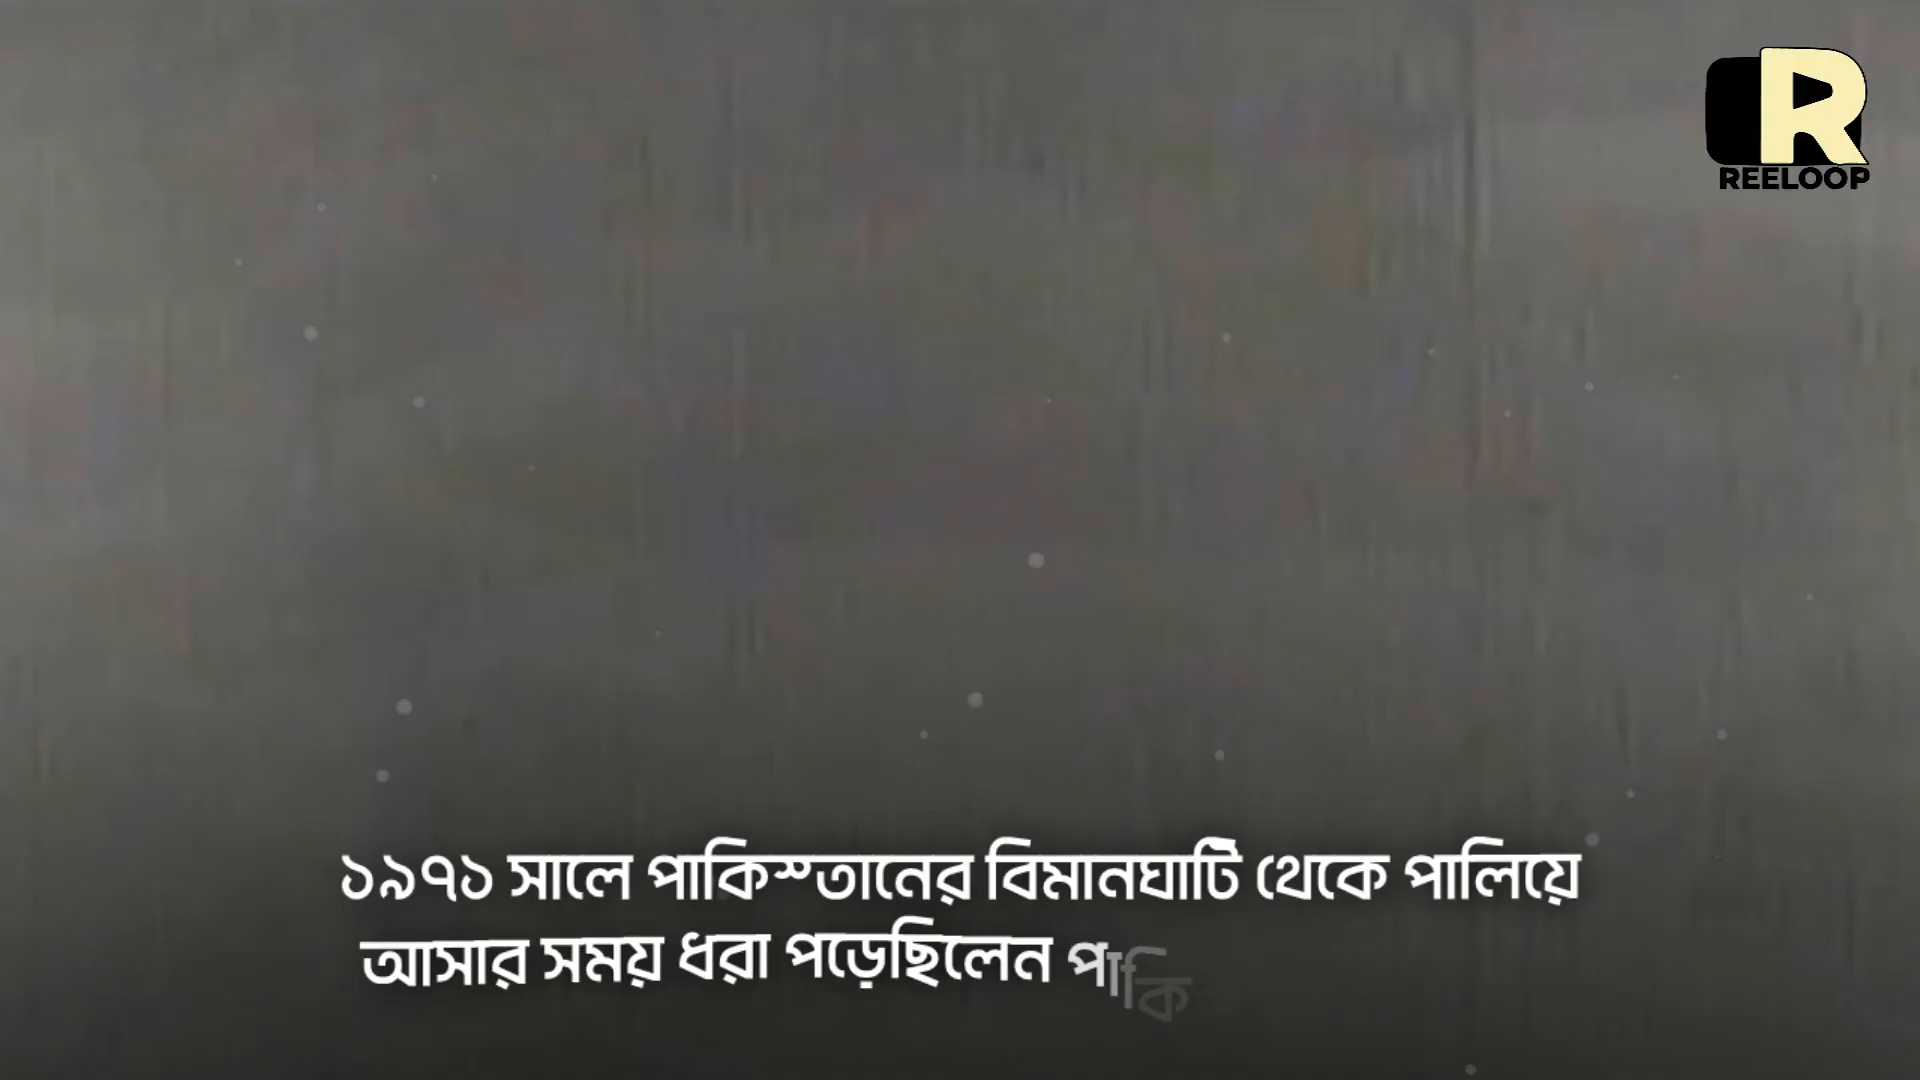 REELOOP
১৯৭১ সালে পাকিস্তানের বিমানঘাটি থেকে পালিয়ে
আসার সময় ধরা পড়েছিলেন পাকি